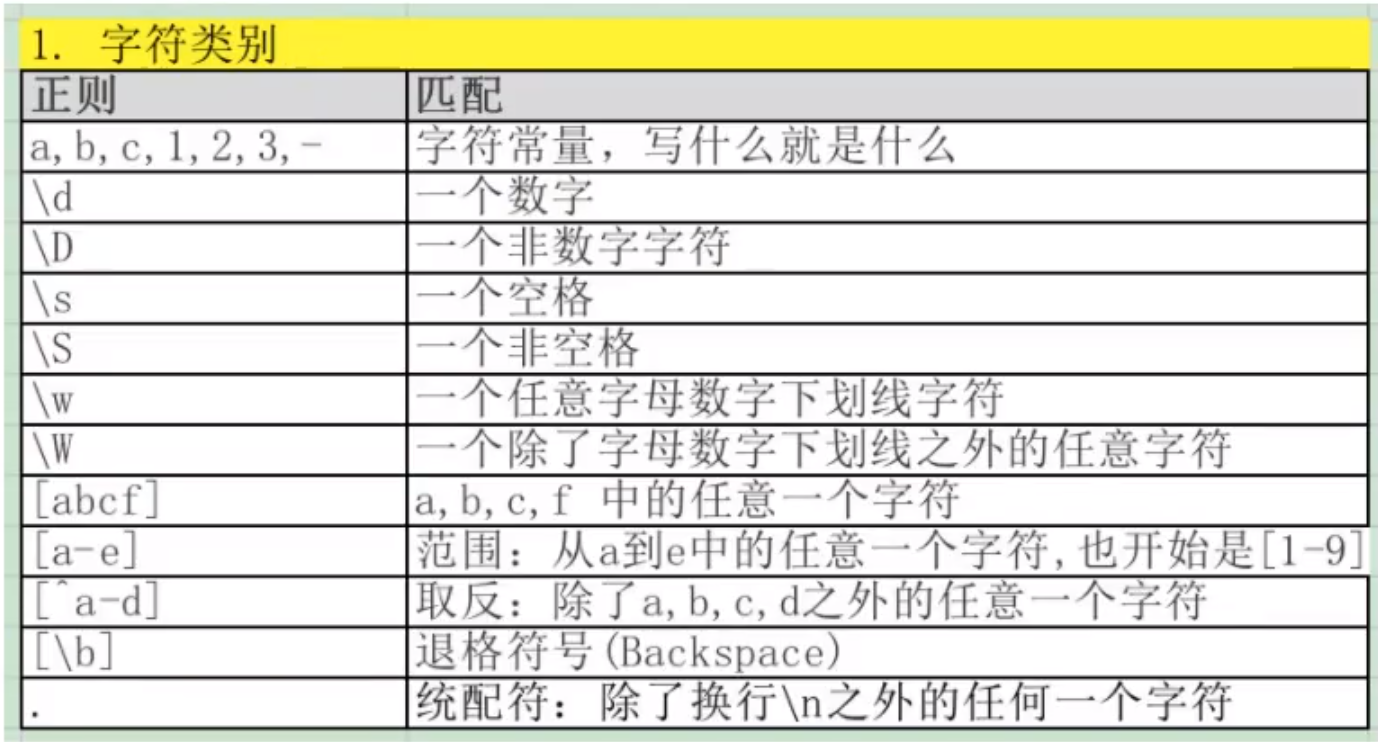 1. 字符类别
正则 匹配
a,b,c,1,2,3,- 字符常量，写什么就是什么
\d 一个数字
\D 一个非数字字符
\s 一个空格
\S 一个非空格
\w 一个任意字母数字下划线字符
\W 一个除了字母数字下划线之外的任意字符
[abcf] a,b,c,f 中的任意一个字符
[a-e] 范围：从a到e中的任意一个字符,也开始是[1-9]
[^a-d] 取反：除了a,b,c,d之外的任意一个字符
[\b] 退格符号(Backspace)
. 统配符：除了换行\n之外的任何一个字符